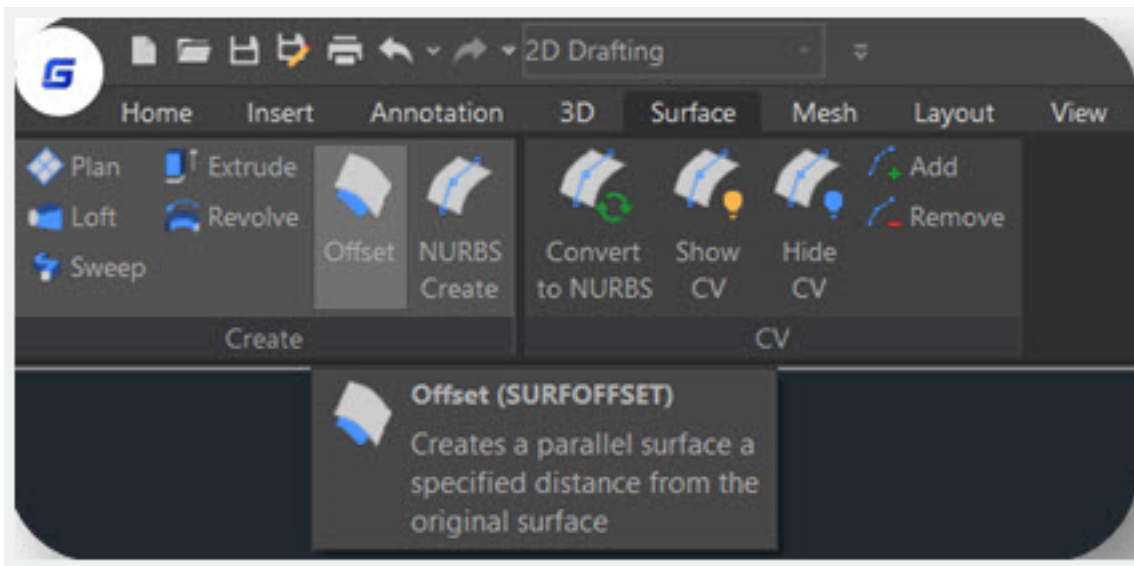 G
2D Drafting
Home Insert Annotation 3D Surface Mesh Layout View
Plan Extrude
Loft Revolve
Sweep
Offset
NURBS
Create
Convert
to NURBS
Show
CV
Hide
CV
Add
Remove
Create
CV
Offset (SURFOFFSET)
Creates a parallel surface a
specified distance from the
original surface